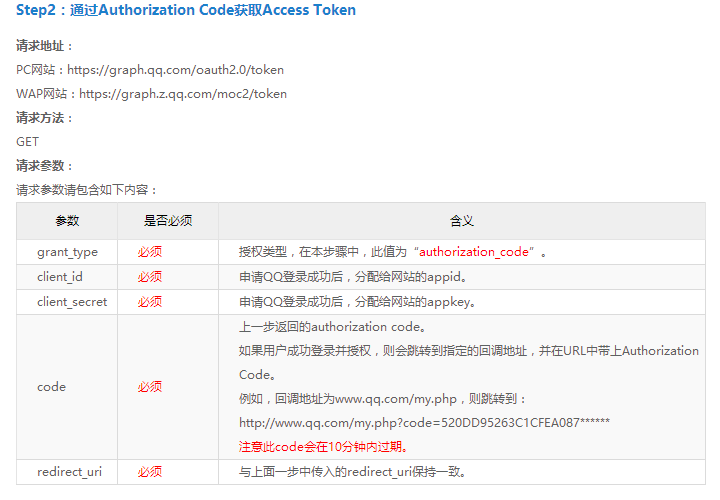 Step2：通过Authorization Code获取Access Token
请求地址：
PC网站：https://graph.qq.com/oauth2.0/token
WAP网站：https://graph.z.qq.com/moc2/token
请求方法：
GET
请求参数：
请求参数请包含如下内容：
参数 是否必须 含义
grant_type 必须 授权类型，在本步骤中，此值为“authorization_code”。
client_id 必须 申请QQ登录成功后，分配给网站的appid。
client_secret 必须 申请QQ登录成功后，分配给网站的appkey。
code 必须 上一步返回的authorization code。
如果用户成功登录并授权，则会跳转到指定的回调地址，并在URL中带上Authorization
Code。
例如，回调地址为www.qq.com/my.php，则跳转到：
http://www.qq.com/my.php?code=520DD95263C1CFEA087******
注意此code会在10分钟内过期。
redirect_uri 必须 与上面一步中传入的redirect_uri保持一致。